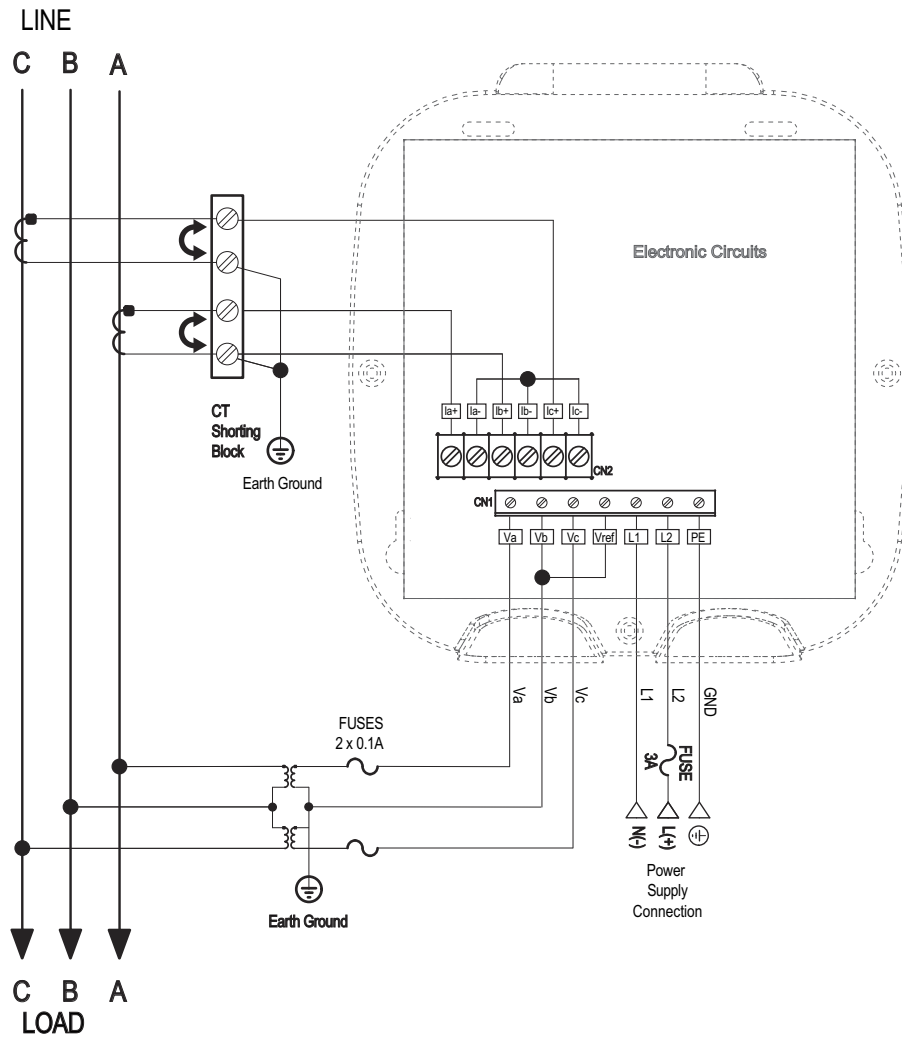 LINE
C B A
Electronic Circuits
CT
Shorting
Block
Earth Ground
Ia+ Ia- Ib+ Ib- Ic+ Ic-
CN2
CN1
Va Vb Vc Vref L1 L2 PE
Va Vb Vc L1 L2 GND
FUSES
2 x 0.1A
FUSE
3A
N(-) L(+)
Power
Supply
Connection
Earth Ground
C B A
LOAD